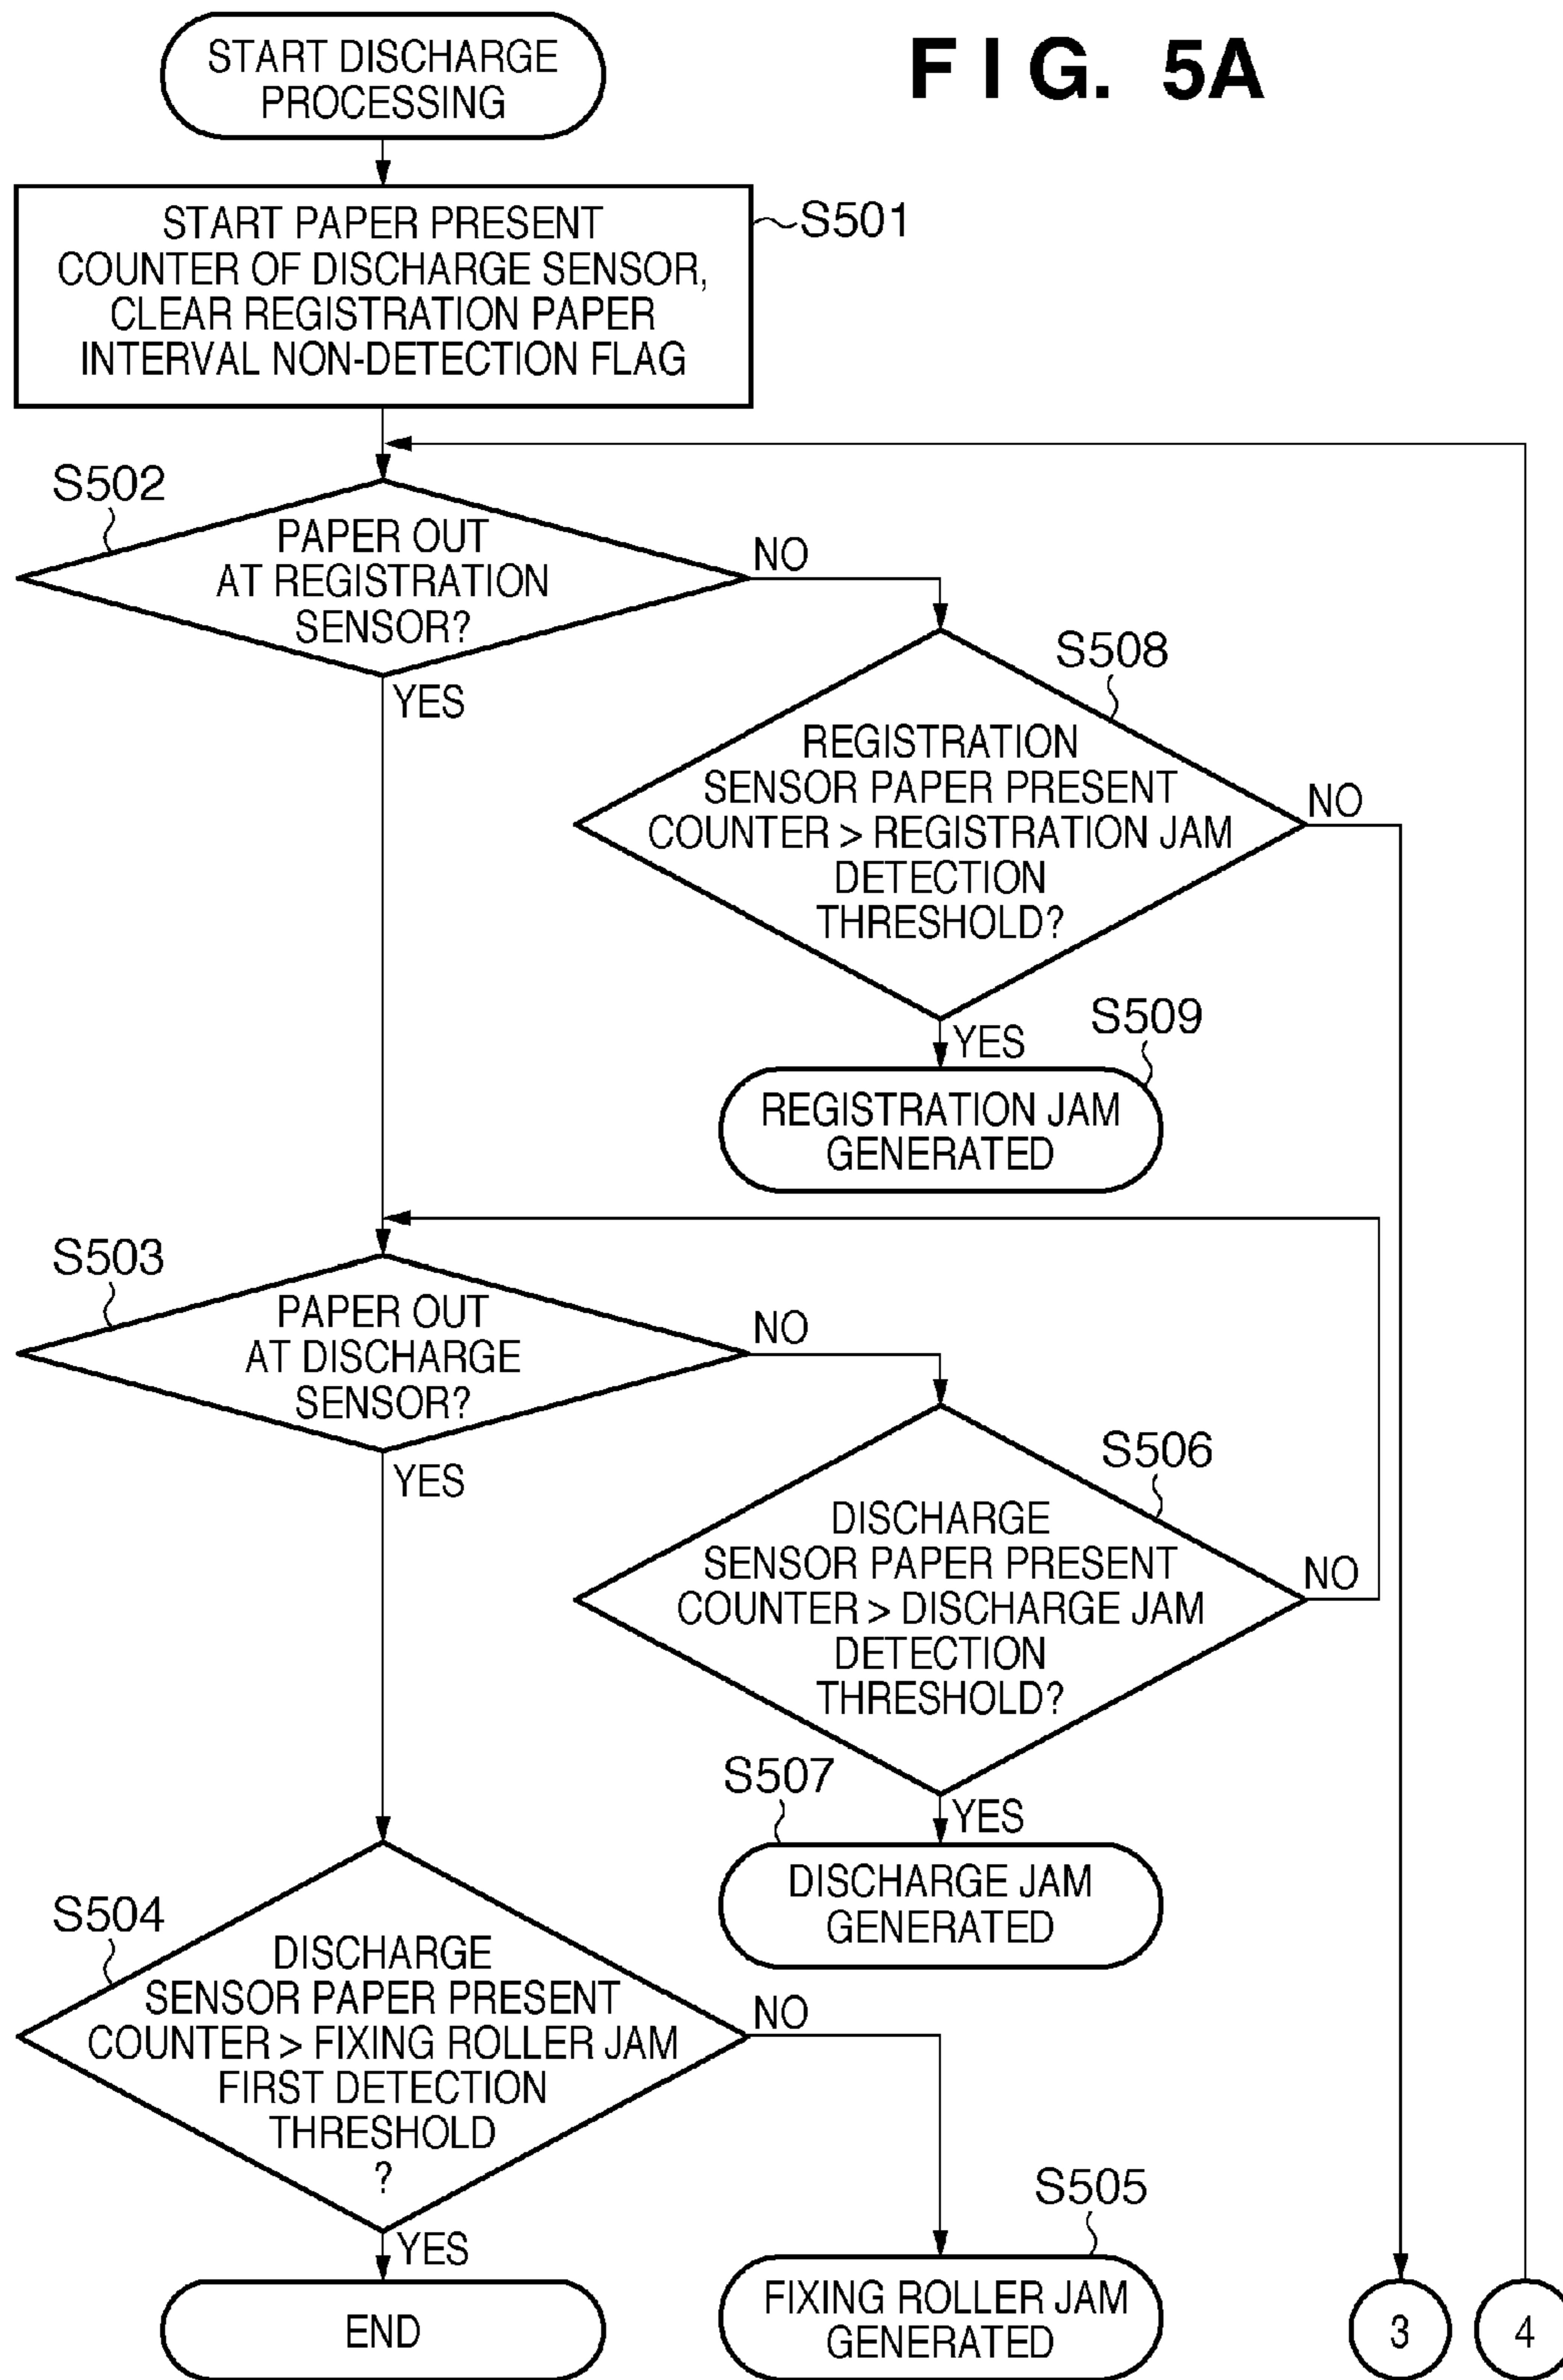 FIG. 5A
START DISCHARGE
PROCESSING
START PAPER PRESENT
COUNTER OF DISCHARGE SENSOR,
CLEAR REGISTRATION PAPER
INTERVAL NON-DETECTION FLAG
S501
S502
PAPER OUT
AT REGISTRATION
SENSOR?
NO
YES
S508
REGISTRATION
SENSOR PAPER PRESENT
COUNTER > REGISTRATION JAM
DETECTION
THRESHOLD?
NO
YES
S509
REGISTRATION JAM
GENERATED
S503
PAPER OUT
AT DISCHARGE
SENSOR?
NO
YES
S506
DISCHARGE
SENSOR PAPER PRESENT
COUNTER > DISCHARGE JAM
DETECTION
THRESHOLD?
NO
YES
S507
DISCHARGE JAM
GENERATED
S504
DISCHARGE
SENSOR PAPER PRESENT
COUNTER > FIXING ROLLER JAM
FIRST DETECTION
THRESHOLD
?
NO
YES
S505
FIXING ROLLER JAM
GENERATED
END
3
4